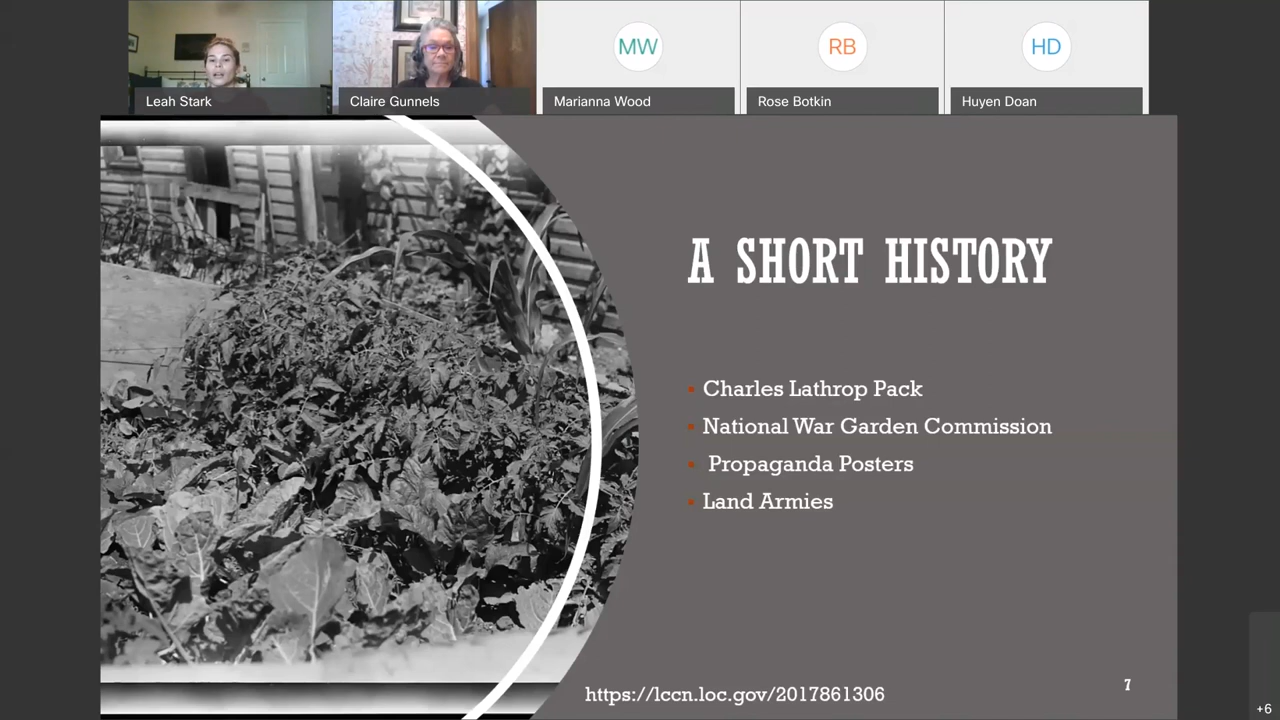 MW
RB
HD
Leah Stark
Claire Gunnels
Marianna Wood
Rose Botkin
Huyen Doan
A SHORT HISTORY
▪ Charles Lathrop Pack
▪ National War Garden Commission
▪ Propaganda Posters
▪ Land Armies
https://lccn.loc.gov/2017861306
7
+6